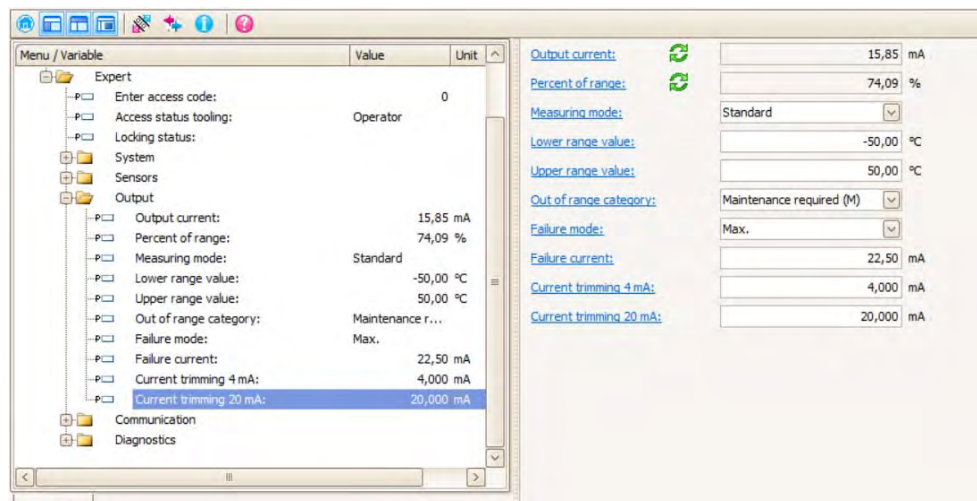 Menu / Variable Value Unit
Expert
Enter access code: 0
Access status tooling: Operator
Locking status:
System
Sensors
Output
Output current: 15,85 mA
Percent of range: 74,09 %
Measuring mode: Standard
Lower range value: -50,00 °C
Upper range value: 50,00 °C
Out of range category: Maintenance r...
Failure mode: Max.
Failure current: 22,50 mA
Current trimming 4 mA: 4,000 mA
Current trimming 20 mA: 20,000 mA
Communication
Diagnostics
Output current: 15,85 mA
Percent of range: 74,09 %
Measuring mode: Standard
Lower range value: -50,00 °C
Upper range value: 50,00 °C
Out of range category: Maintenance required (M)
Failure mode: Max.
Failure current: 22,50 mA
Current trimming 4 mA: 4,000 mA
Current trimming 20 mA: 20,000 mA